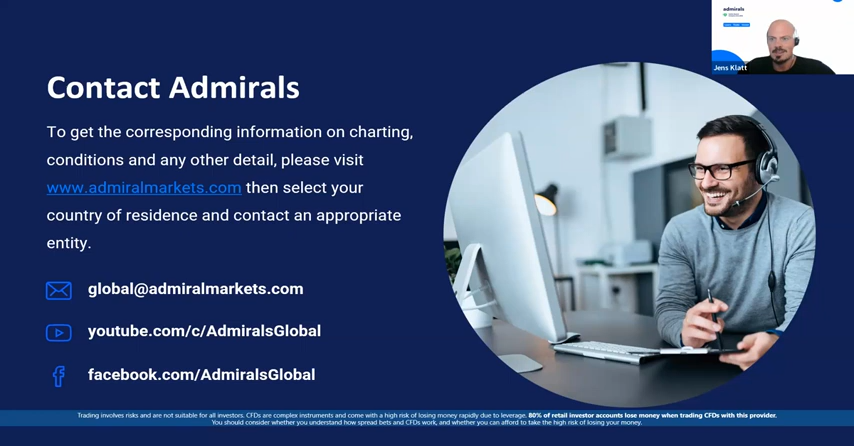 admirals
Jens Klatt
Contact Admirals
To get the corresponding information on charting,
conditions and any other detail, please visit
www.admiralmarkets.com then select your
country of residence and contact an appropriate
entity.
global@admiralmarkets.com
youtube.com/c/AdmiralsGlobal
facebook.com/AdmiralsGlobal
Trading involves risks and are not suitable for all investors. CFDs are complex instruments and come with a high risk of losing money rapidly due to leverage. 80% of retail investor accounts lose money when trading CFDs with this provider.
You should consider whether you understand how spread bets and CFDs work, and whether you can afford to take the high risk of losing your money.